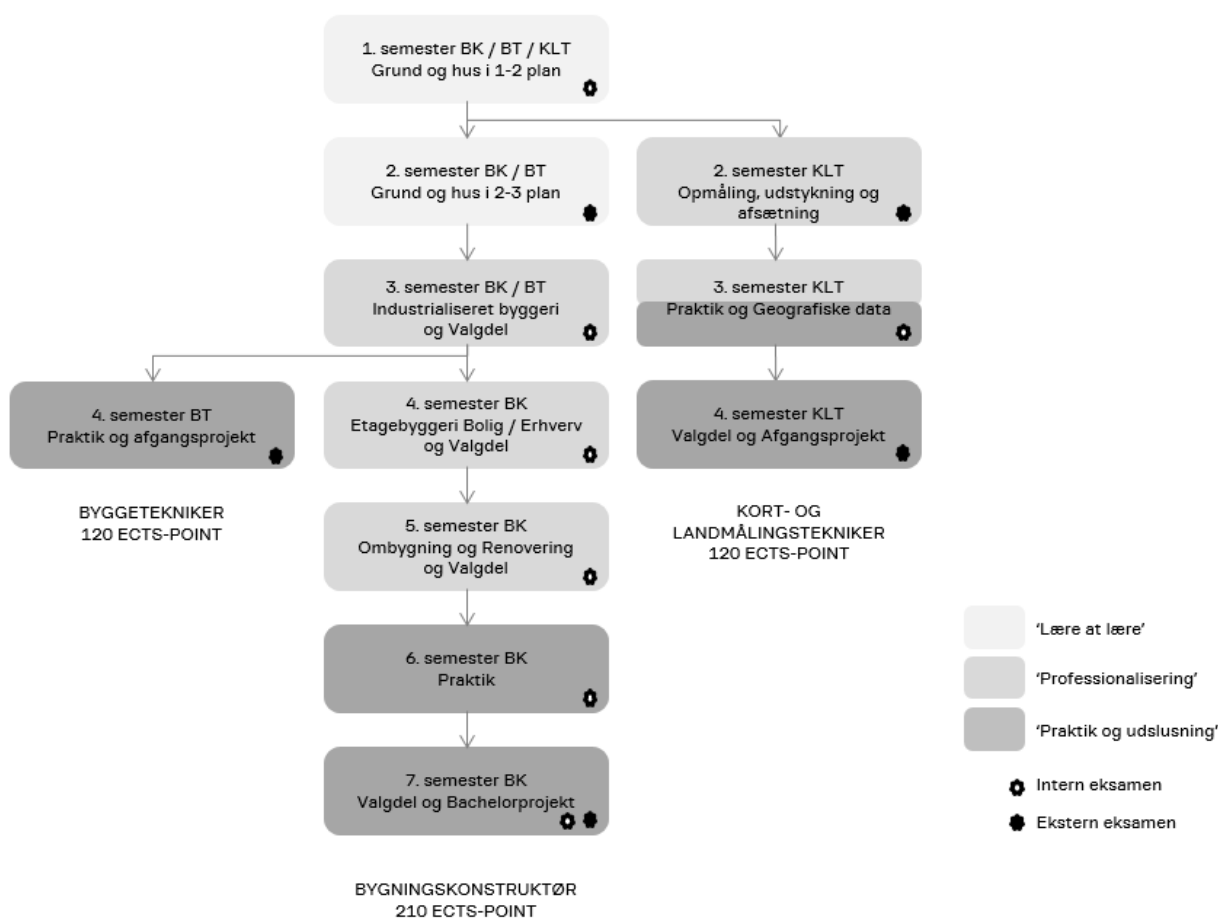 1. semester BK / BT / KLT
Grund og hus i 1-2 plan
2. semester BK / BT
Grund og hus i 2-3 plan
2. semester KLT
Opmåling, udstykning og
afsætning
3. semester BK / BT
Industrialiseret byggeri
og Valgdel
3. semester KLT
Praktik og Geografiske data
4. semester BT
Praktik og afgangsprojekt
4. semester BK
Etagebyggeri Bolig / Erhverv
og Valgdel
4. semester KLT
Valgdel og Afgangsprojekt
BYGGETEKNIKER
120 ECTS-POINT
5. semester BK
Ombygning og Renovering
og Valgdel
KORT- OG
LANDMÅLINGSTEKNIKER
120 ECTS-POINT
6. semester BK
Praktik
7. semester BK
Valgdel og Bachelorprojekt
BYGNINGSKONSTRUKTØR
210 ECTS-POINT
‘Lære at lære’
‘Professionalisering’
‘Praktik og udslusning’
Intern eksamen
Ekstern eksamen